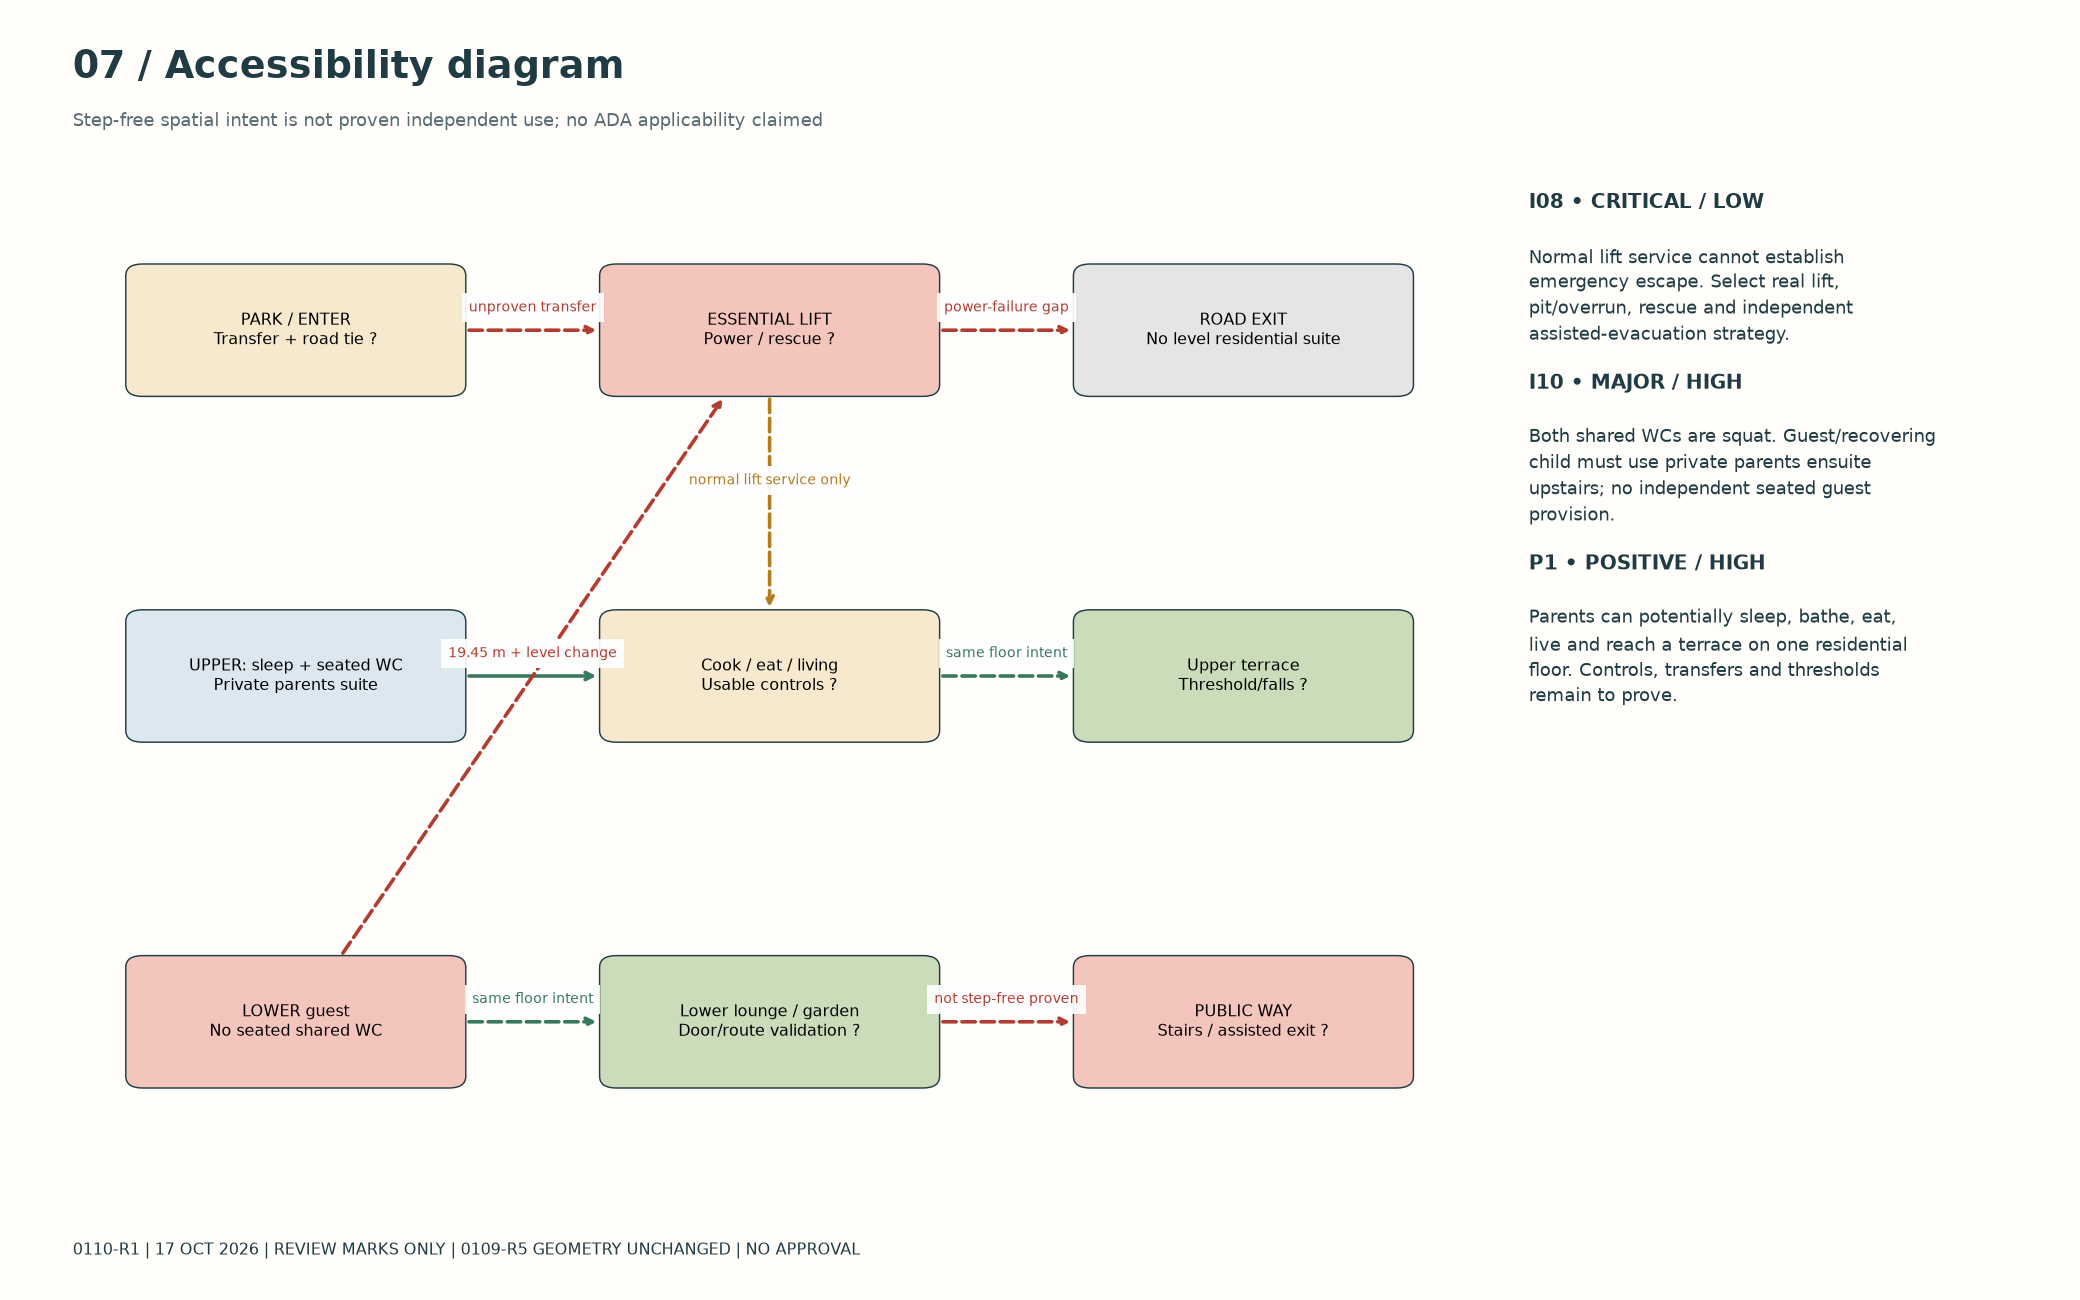 07 / Accessibility diagram
Step-free spatial intent is not proven independent use; no ADA applicability claimed
PARK / ENTER
Transfer + road tie ?
unproven transfer
ESSENTIAL LIFT
Power / rescue ?
power-failure gap
ROAD EXIT
No level residential suite
normal lift service only
UPPER: sleep + seated WC
Private parents suite
19.45 m + level change
Cook / eat / living
Usable controls ?
same floor intent
Upper terrace
Threshold/falls ?
LOWER guest
No seated shared WC
same floor intent
Lower lounge / garden
Door/route validation ?
not step-free proven
PUBLIC WAY
Stairs / assisted exit ?
I08 • CRITICAL / LOW
Normal lift service cannot establish
emergency escape. Select real lift,
pit/overrun, rescue and independent
assisted-evacuation strategy.
I10 • MAJOR / HIGH
Both shared WCs are squat. Guest/recovering
child must use private parents ensuite
upstairs; no independent seated guest
provision.
P1 • POSITIVE / HIGH
Parents can potentially sleep, bathe, eat,
live and reach a terrace on one residential
floor. Controls, transfers and thresholds
remain to prove.
0110-R1 | 17 OCT 2026 | REVIEW MARKS ONLY | 0109-R5 GEOMETRY UNCHANGED | NO APPROVAL